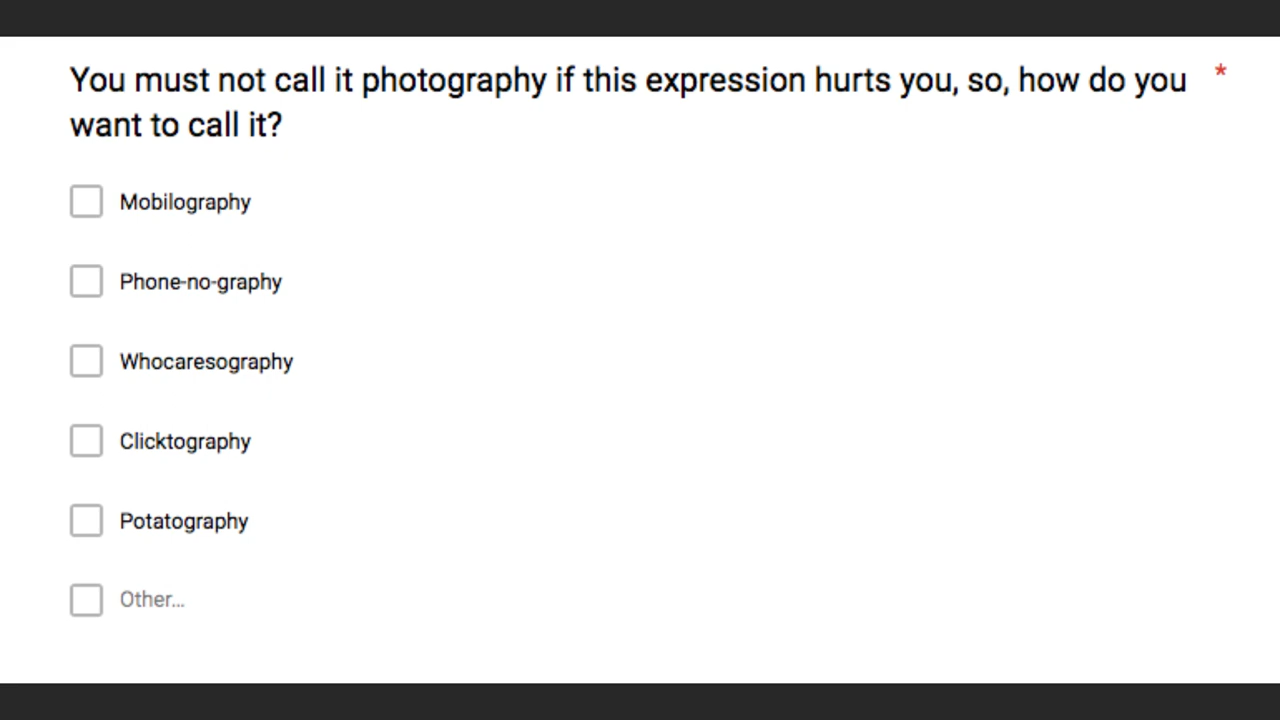 You must not call it photography if this expression hurts you, so, how do you *
want to call it?
Mobilography
Phone-no-graphy
Whocaresography
Clicktography
Potatography
Other...